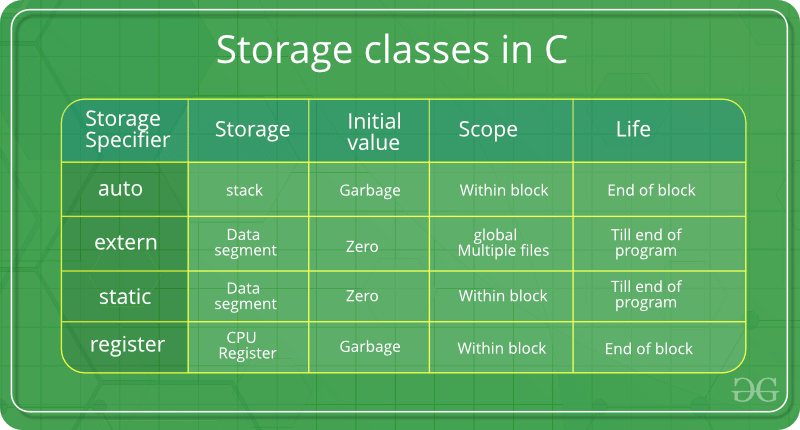 Storage classes in C
Storage
Specifier
Storage
Initial
value
Scope
Life
auto
stack
Garbage
Within block
End of block
extern
Data
segment
Zero
global
Multiple files
Till end of
program
static
Data
segment
Zero
Within block
Till end of
program
register
CPU
Register
Garbage
Within block
End of block